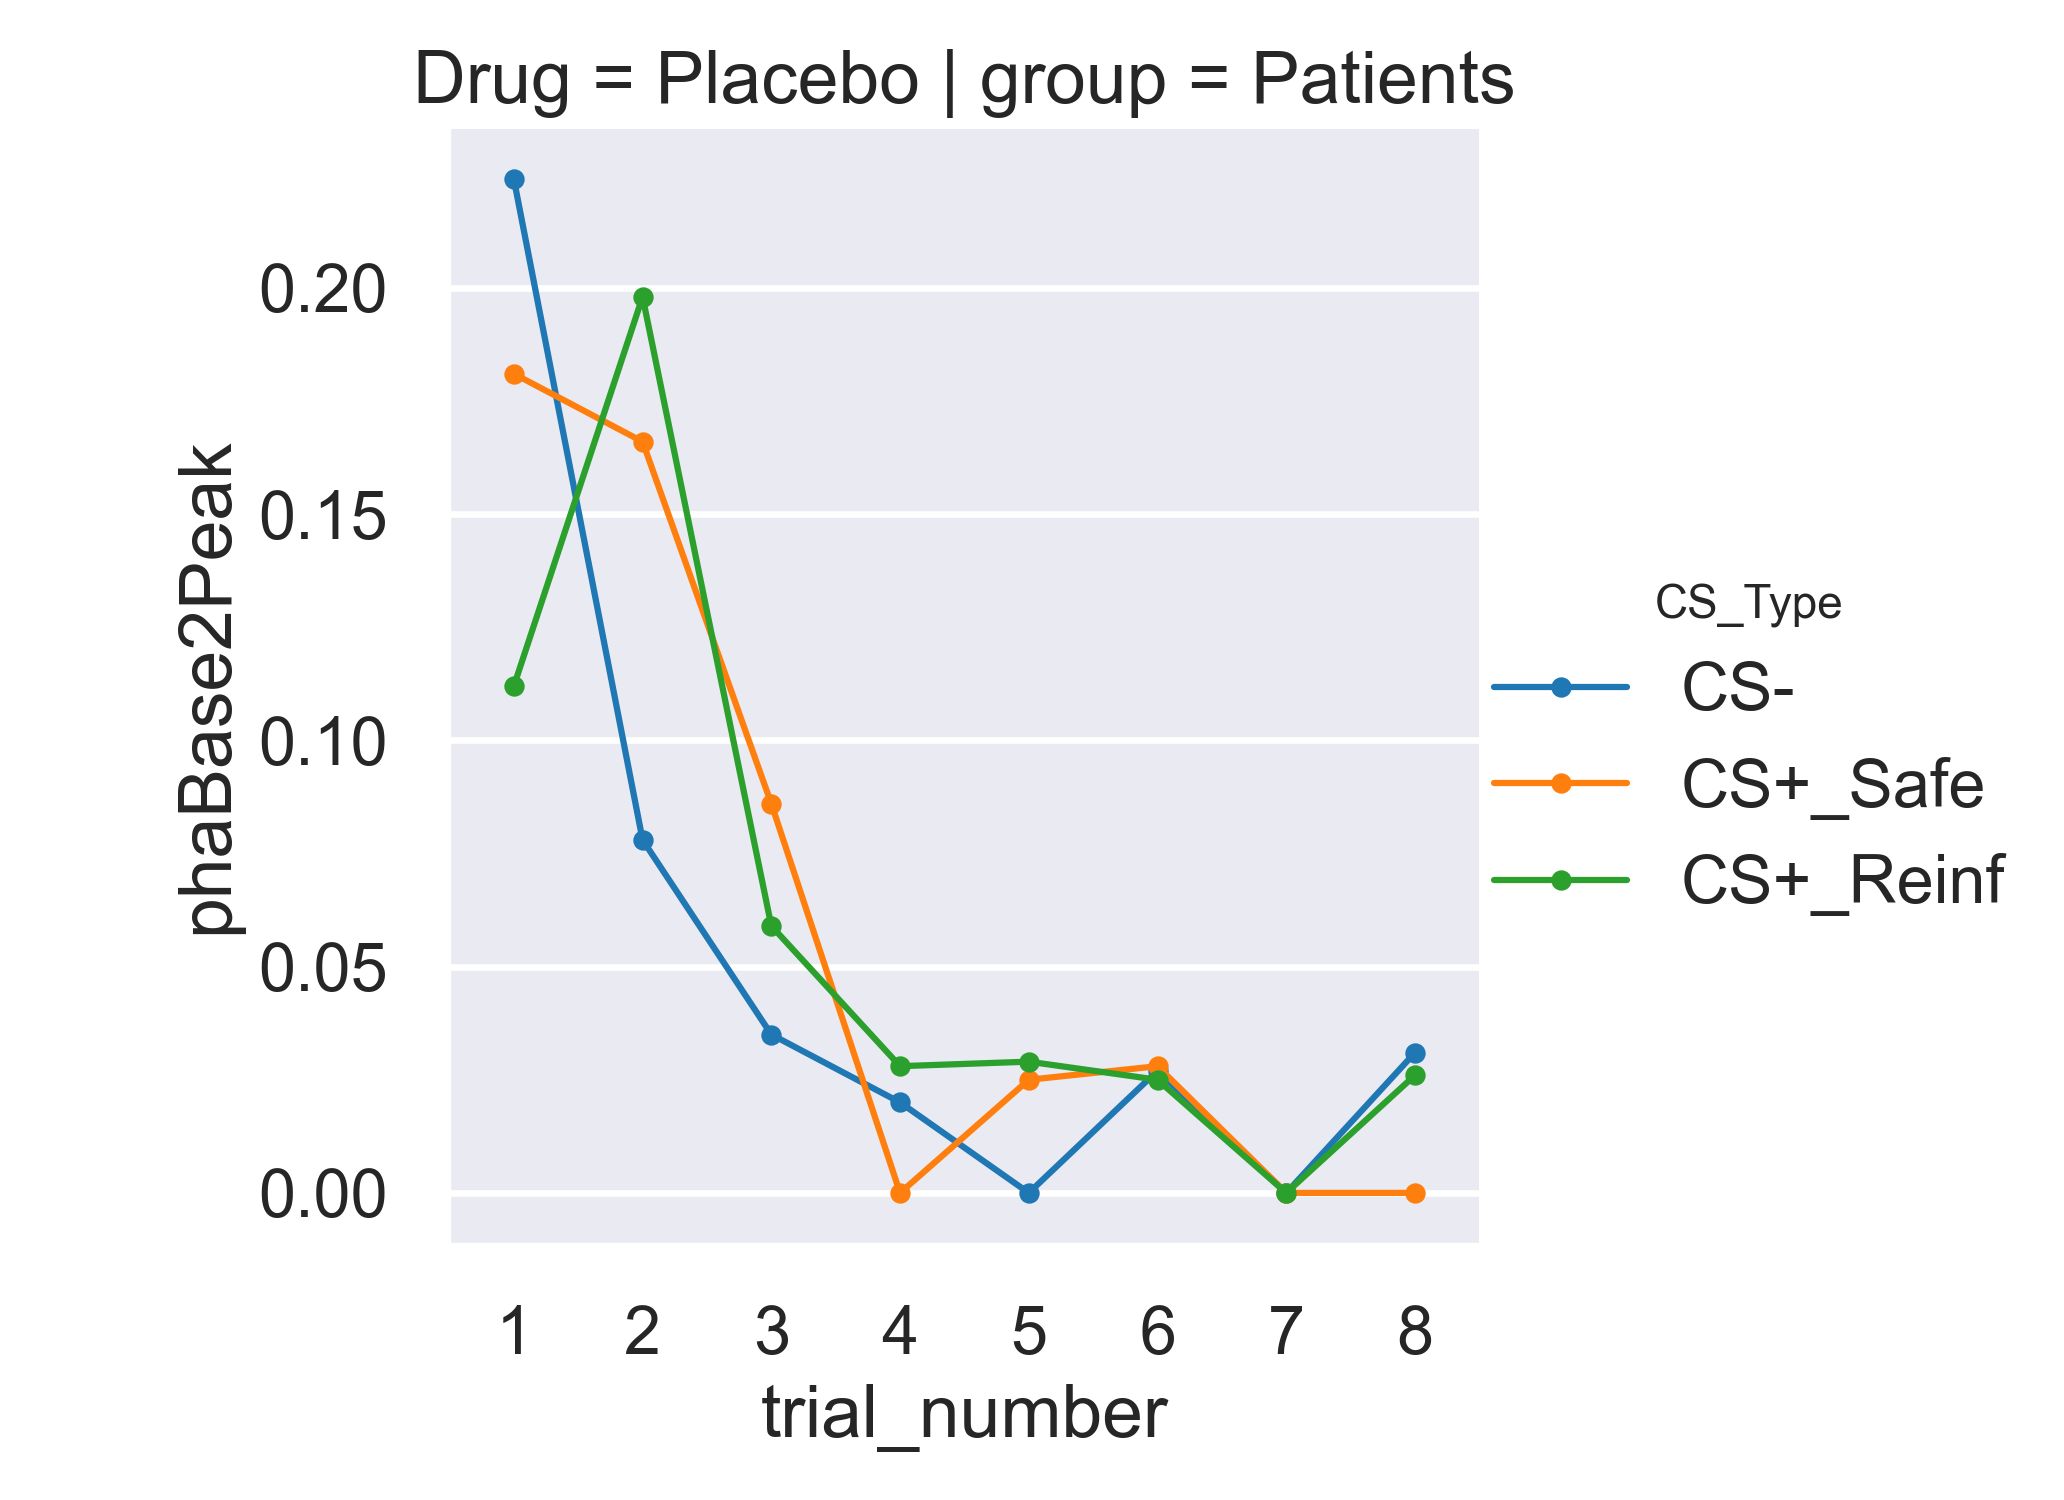 Drug = Placebo | group = Patients
phaBase2Peak
0.20
0.15
0.10
0.05
0.00
1 2 3 4 5 6 7 8
trial_number
CS_Type
CS-
CS+_Safe
CS+_Reinf